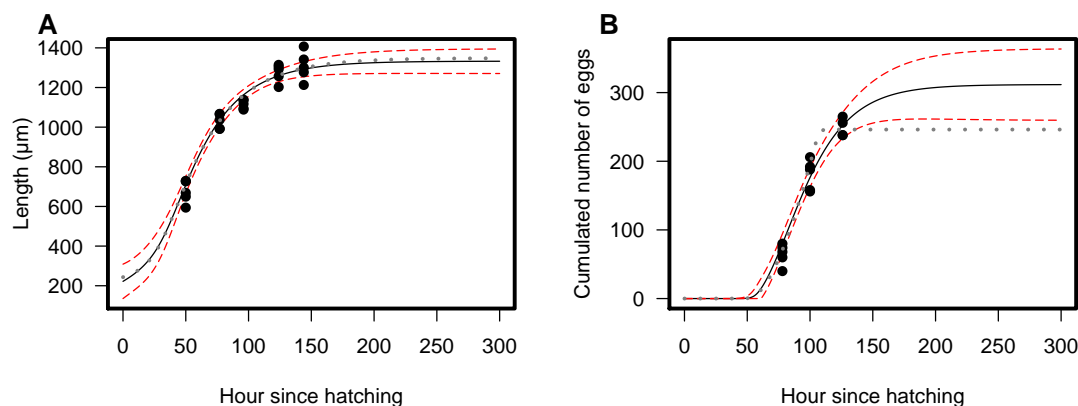 A
Length (µm)
1400
1200
1000
800
600
400
200
0 50 100 150 200 250 300
Hour since hatching
B
Cumulated number of eggs
300
200
100
0
0 50 100 150 200 250 300
Hour since hatching